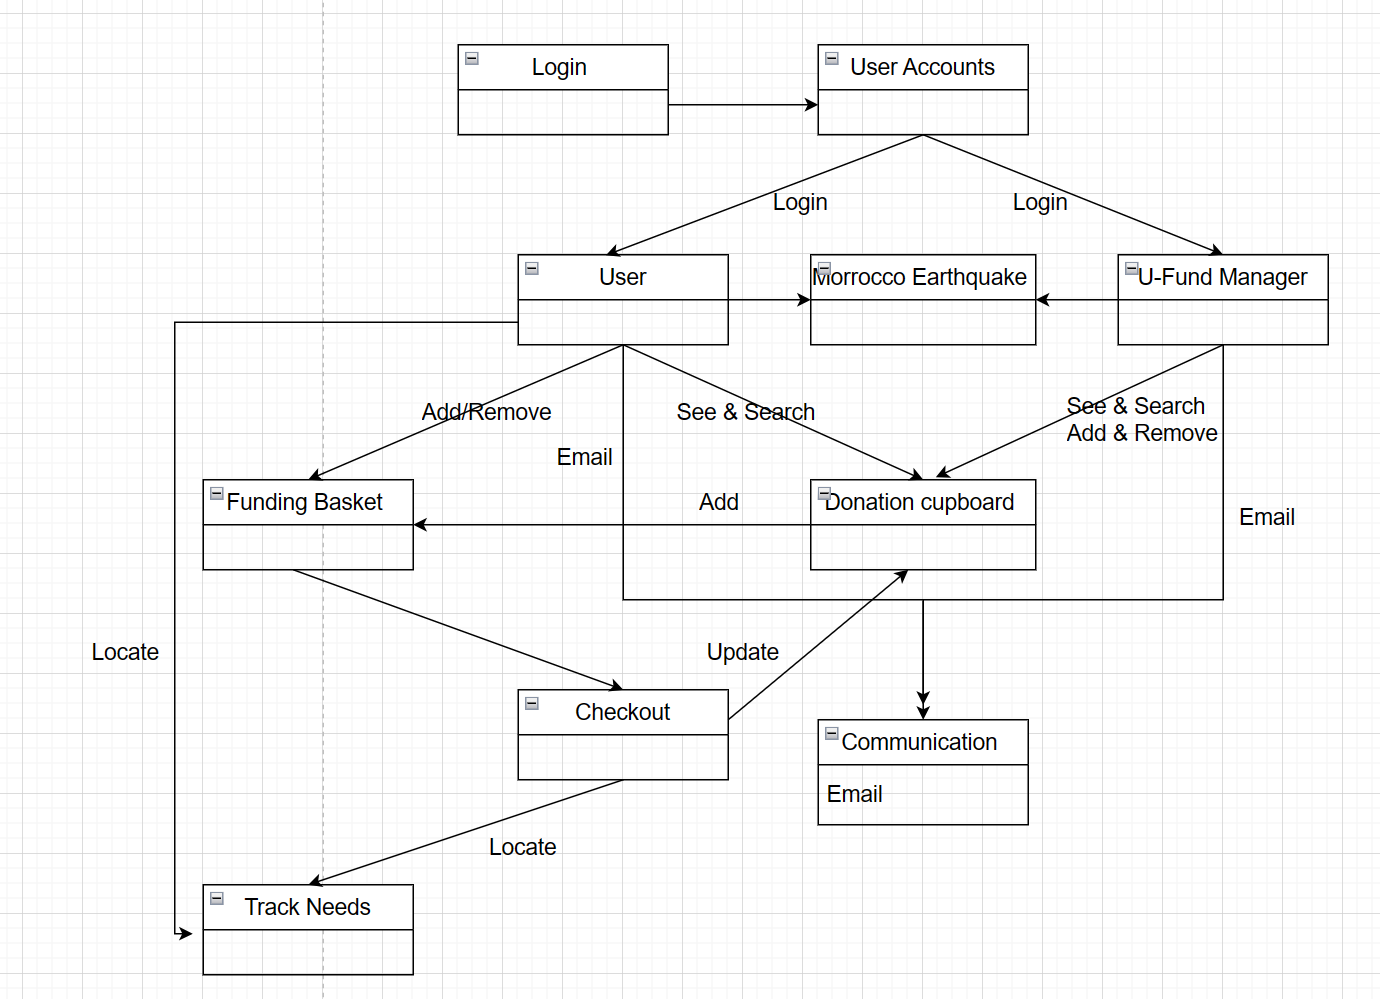 Login
User Accounts
Login
Login
User
Morrocco Earthquake
U-Fund Manager
Add/Remove
See & Search
See & Search
Add & Remove
Email
Funding Basket
Add
Donation cupboard
Email
Locate
Update
Checkout
Communication
Email
Locate
Track Needs